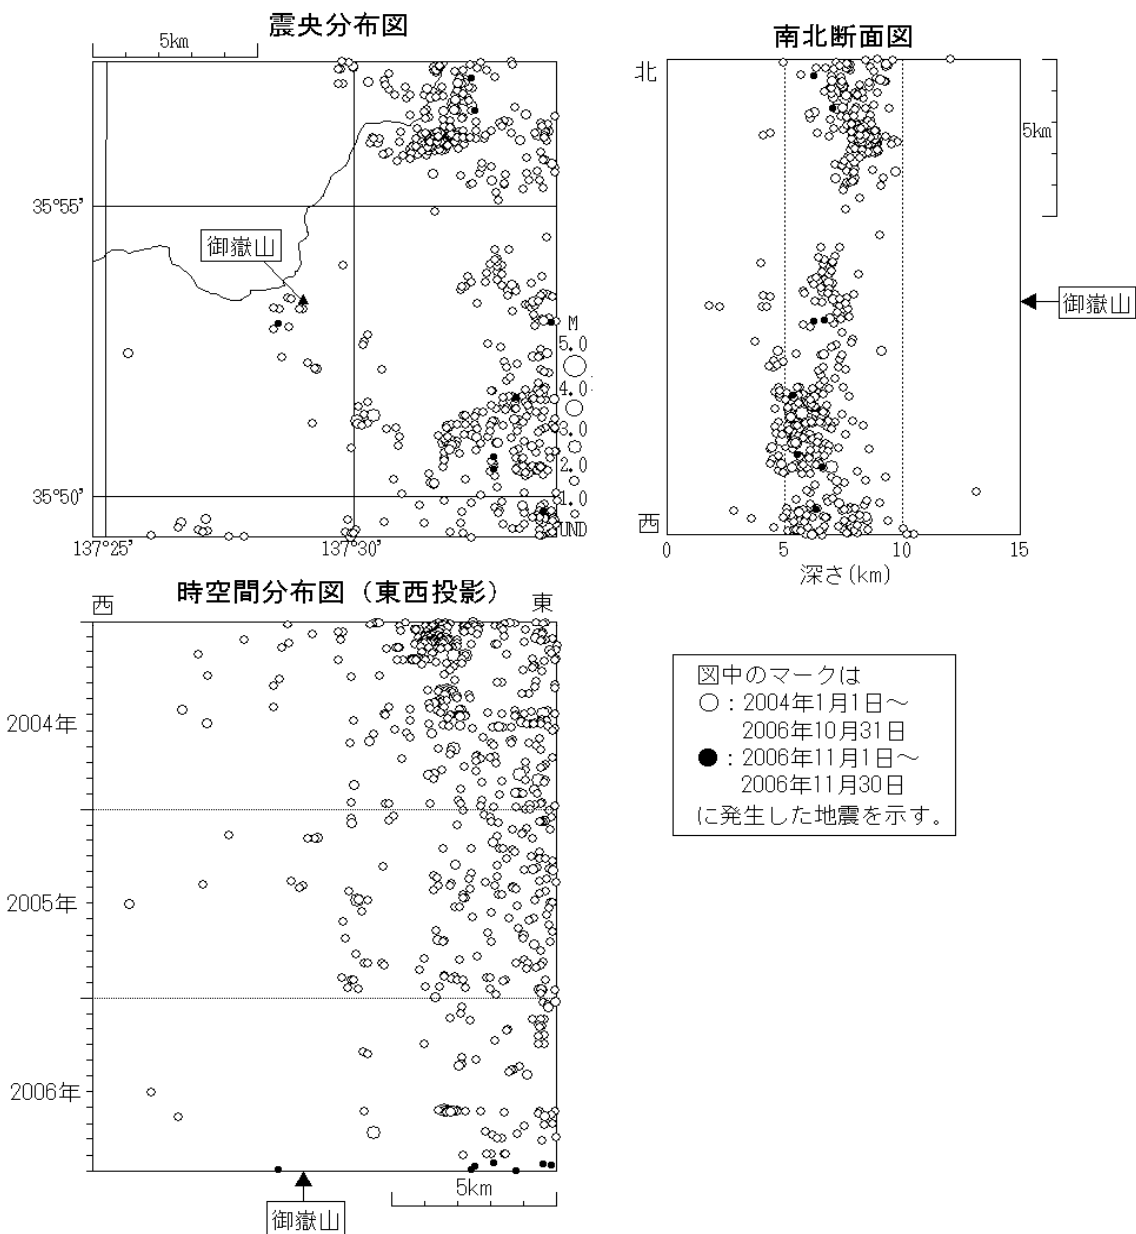 震央分布図
5km
35°55'
御嶽山
35°50'
137°25'
137°30'
M
5.0
4.0
3.0
2.0
1.0
UND
南北断面図
北
5km
御嶽山
西
0
5
10
15
深さ(km)
時空間分布図（東西投影）
西
東
2004年
2005年
2006年
5km
御嶽山
図中のマークは
○：2004年1月1日～
2006年10月31日
●：2006年11月1日～
2006年11月30日
に発生した地震を示す。